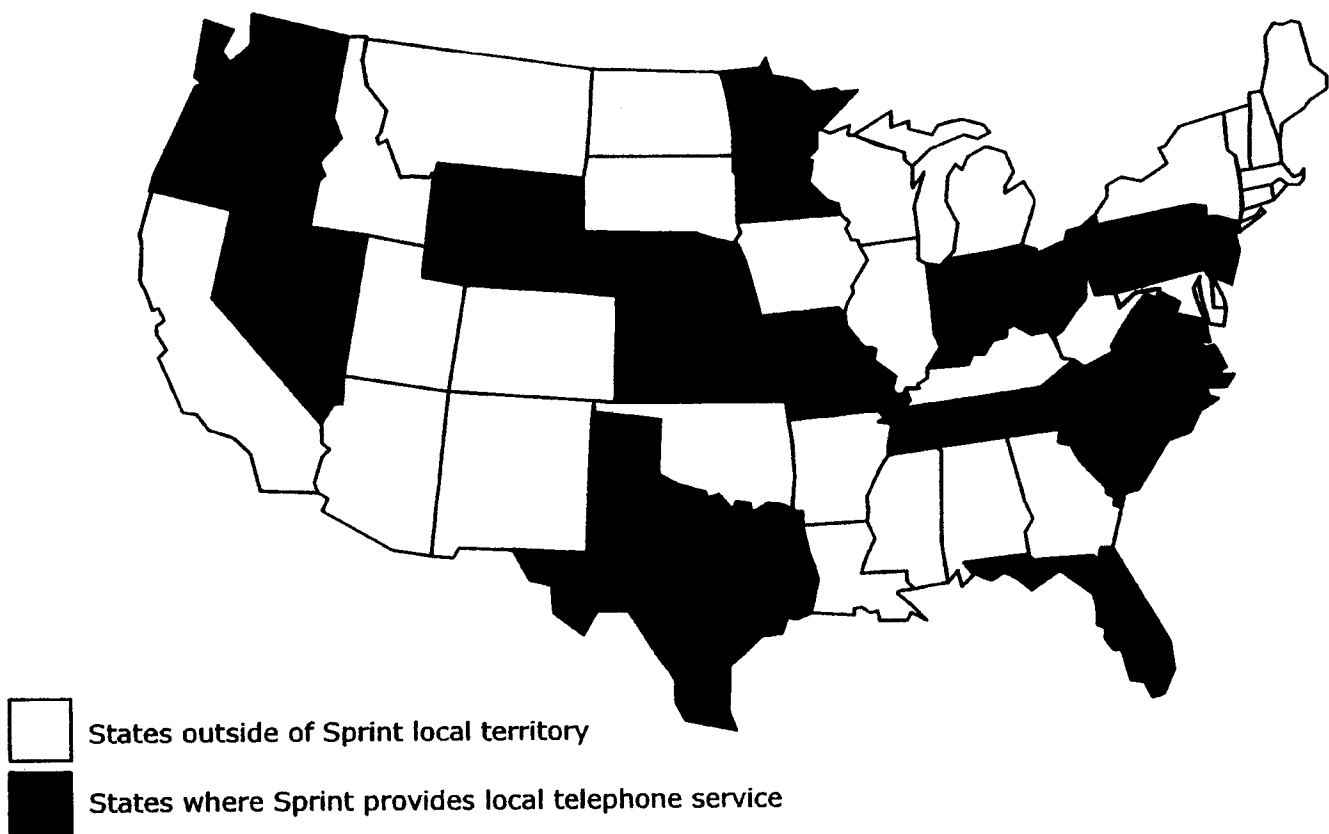 States outside of Sprint local territory
States where Sprint provides local telephone service